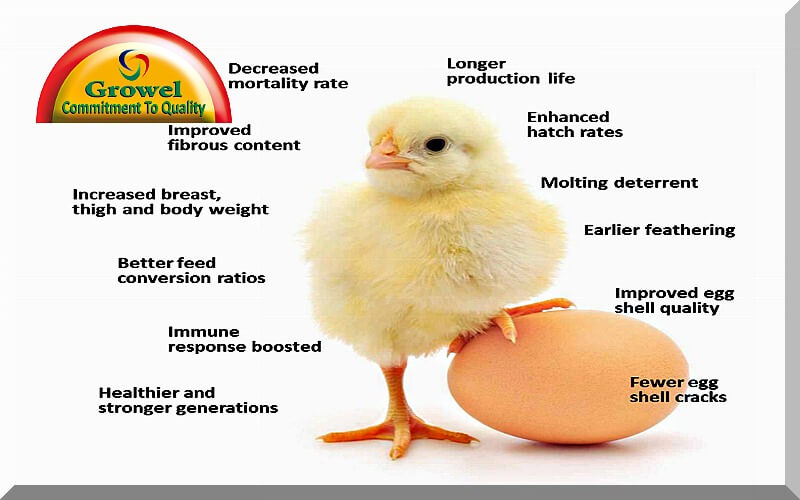 Growel
Commitment To Quality
Decreased
mortality rate
Improved
fibrous content
Increased breast,
thigh and body weight
Better feed
conversion ratios
Immune
response boosted
Healthier and
stronger generations
Longer
production life
Enhanced
hatch rates
Molting deterrent
Earlier feathering
Improved egg
shell quality
Fewer egg
shell cracks